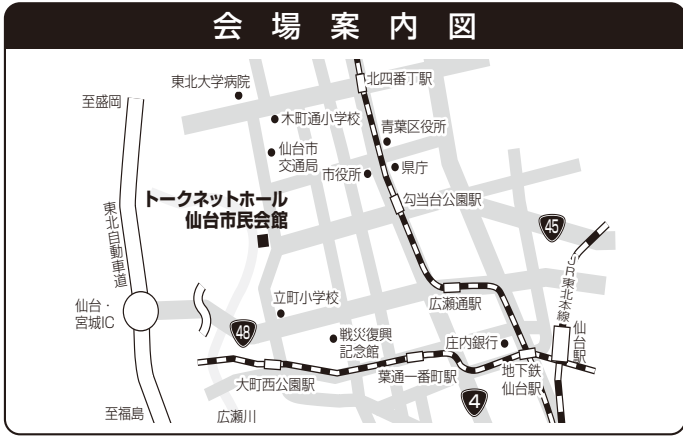 会場案内図
東北大学病院
北四番丁駅
至盛岡
木町通小学校
青葉区役所
仙台市
交通局
市役所
県庁
トークネットホール
仙台市民会館
勾当台公園駅
東北自動車道
45
JR東北本線
仙台・
宮城IC
立町小学校
広瀬通駅
48
戦災復興
記念館
庄内銀行
仙台駅
大町西公園駅
葉通一番町駅
地下鉄
仙台駅
4
至福島
広瀬川